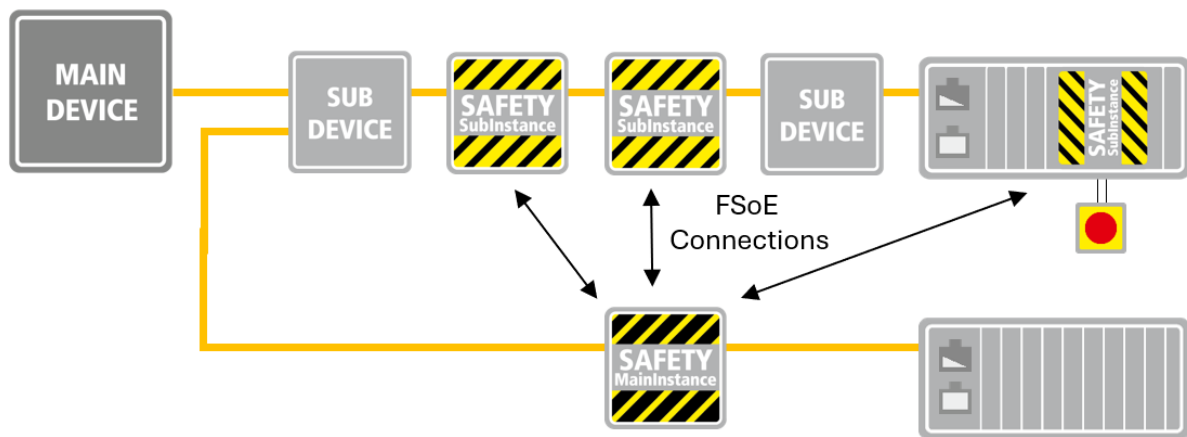 MAIN
DEVICE
SUB
DEVICE
SAFETY
SubInstance
SAFETY
SubInstance
SUB
DEVICE
SAFETY
SubInstance
FSoE
Connections
SAFETY
MainInstance